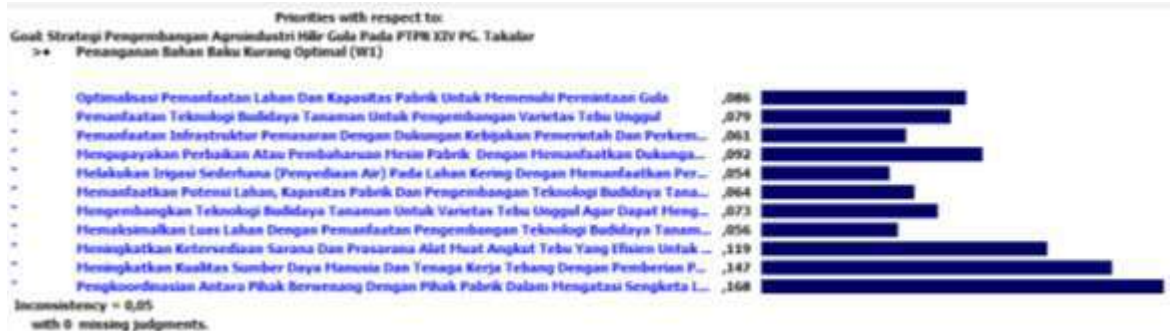 Priorities with respect to:
Goal: Strategi Pengembangan Agroindustri Hilir Gula Pada PTPN XIV PG. Takalar
>• Penanganan Bahan Baku Kurang Optimal (W1)
Optimalisasi Pemanfaatan Lahan Dan Kapasitas Pabrik Untuk Memenuhi Permintaan Gula ,086
Pemanfaatan Teknologi Budidaya Tanaman Untuk Pengembangan Varietas Tebu Unggul ,079
Pemanfaatan Infrastruktur Pemasaran Dengan Dukungan Kebijakan Pemerintah Dan Perkem... ,061
Mengupayakan Perbaikan Atau Pembaharuan Mesin Pabrik Dengan Memanfaatkan Dukunga... ,092
Melakukan Irigasi Sederhana (Penyediaan Air) Pada Lahan Kering Dengan Memanfaatkan Per... ,054
Memanfaatkan Potensi Lahan, Kapasitas Pabrik Dan Pengembangan Teknologi Budidaya Tana... ,064
Mengembangkan Teknologi Budidaya Tanaman Untuk Varietas Tebu Unggul Agar Dapat Meng... ,073
Memaksimalkan Luas Lahan Dengan Pemanfaatan Pengembangan Teknologi Budidaya Tanam... ,056
Meningkatkan Ketersediaan Sarana Dan Prasarana Alat Muat Angkut Tebu Yang Efisien Untuk ... ,119
Meningkatkan Kualitas Sumber Daya Manusia Dan Tenaga Kerja Tebang Dengan Pemberian P... ,147
Pengkoordinasian Antara Pihak Berwenang Dengan Pihak Pabrik Dalam Mengatasi Sengketa L... ,168
Inconsistency = 0,05
with 0 missing judgments.